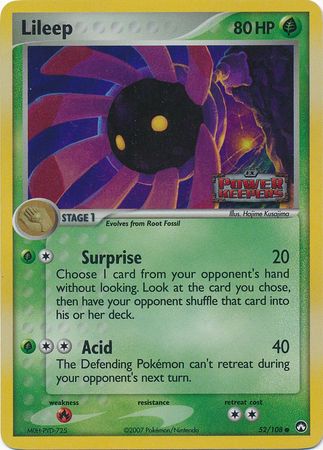 Lileep
80 HP
EX
POWER
KEEPERS
Illus. Hajime Kusajima
STAGE 1
Evolves from Root Fossil
Surprise 20
Choose 1 card from your opponent's hand
without looking. Look at the card you chose,
then have your opponent shuffle that card into
his or her deck.
Acid 40
The Defending Pokémon can't retreat during
your opponent's next turn.
weakness resistance retreat cost
©2007 Pokémon/Nintendo
52/108